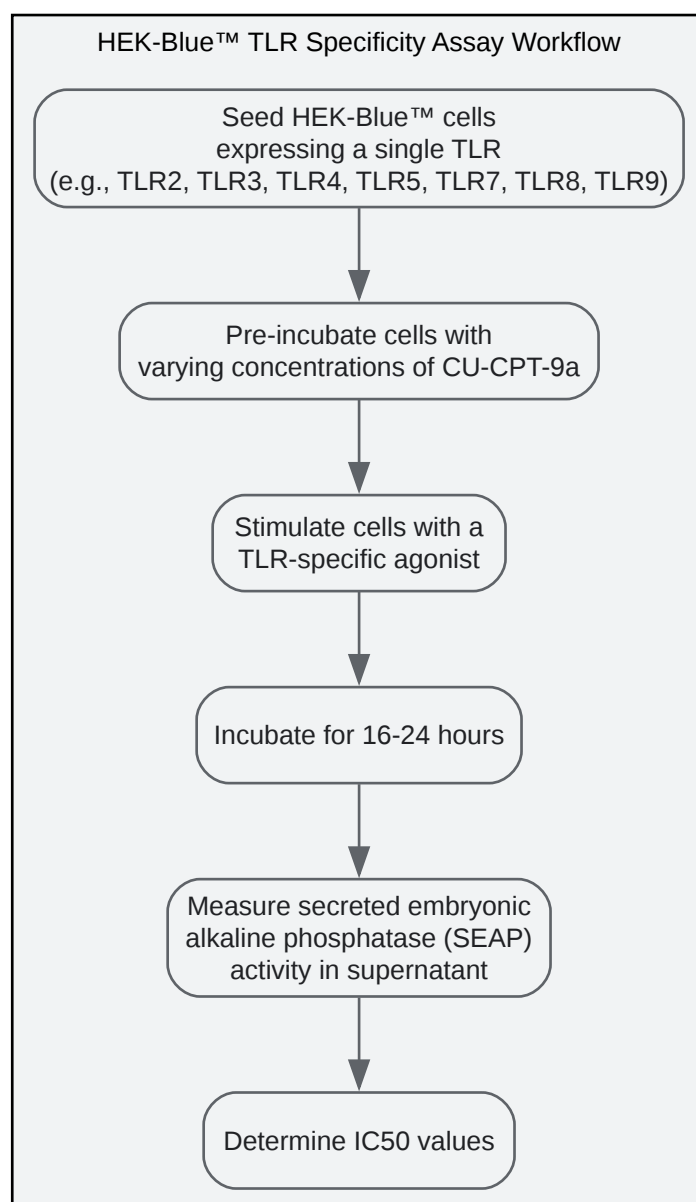 HEK-Blue™ TLR Specificity Assay Workflow
Seed HEK-Blue™ cells
expressing a single TLR
(e.g., TLR2, TLR3, TLR4, TLR5, TLR7, TLR8, TLR9)
Pre-incubate cells with
varying concentrations of CU-CPT-9a
Stimulate cells with a
TLR-specific agonist
Incubate for 16-24 hours
Measure secreted embryonic
alkaline phosphatase (SEAP)
activity in supernatant
Determine IC50 values